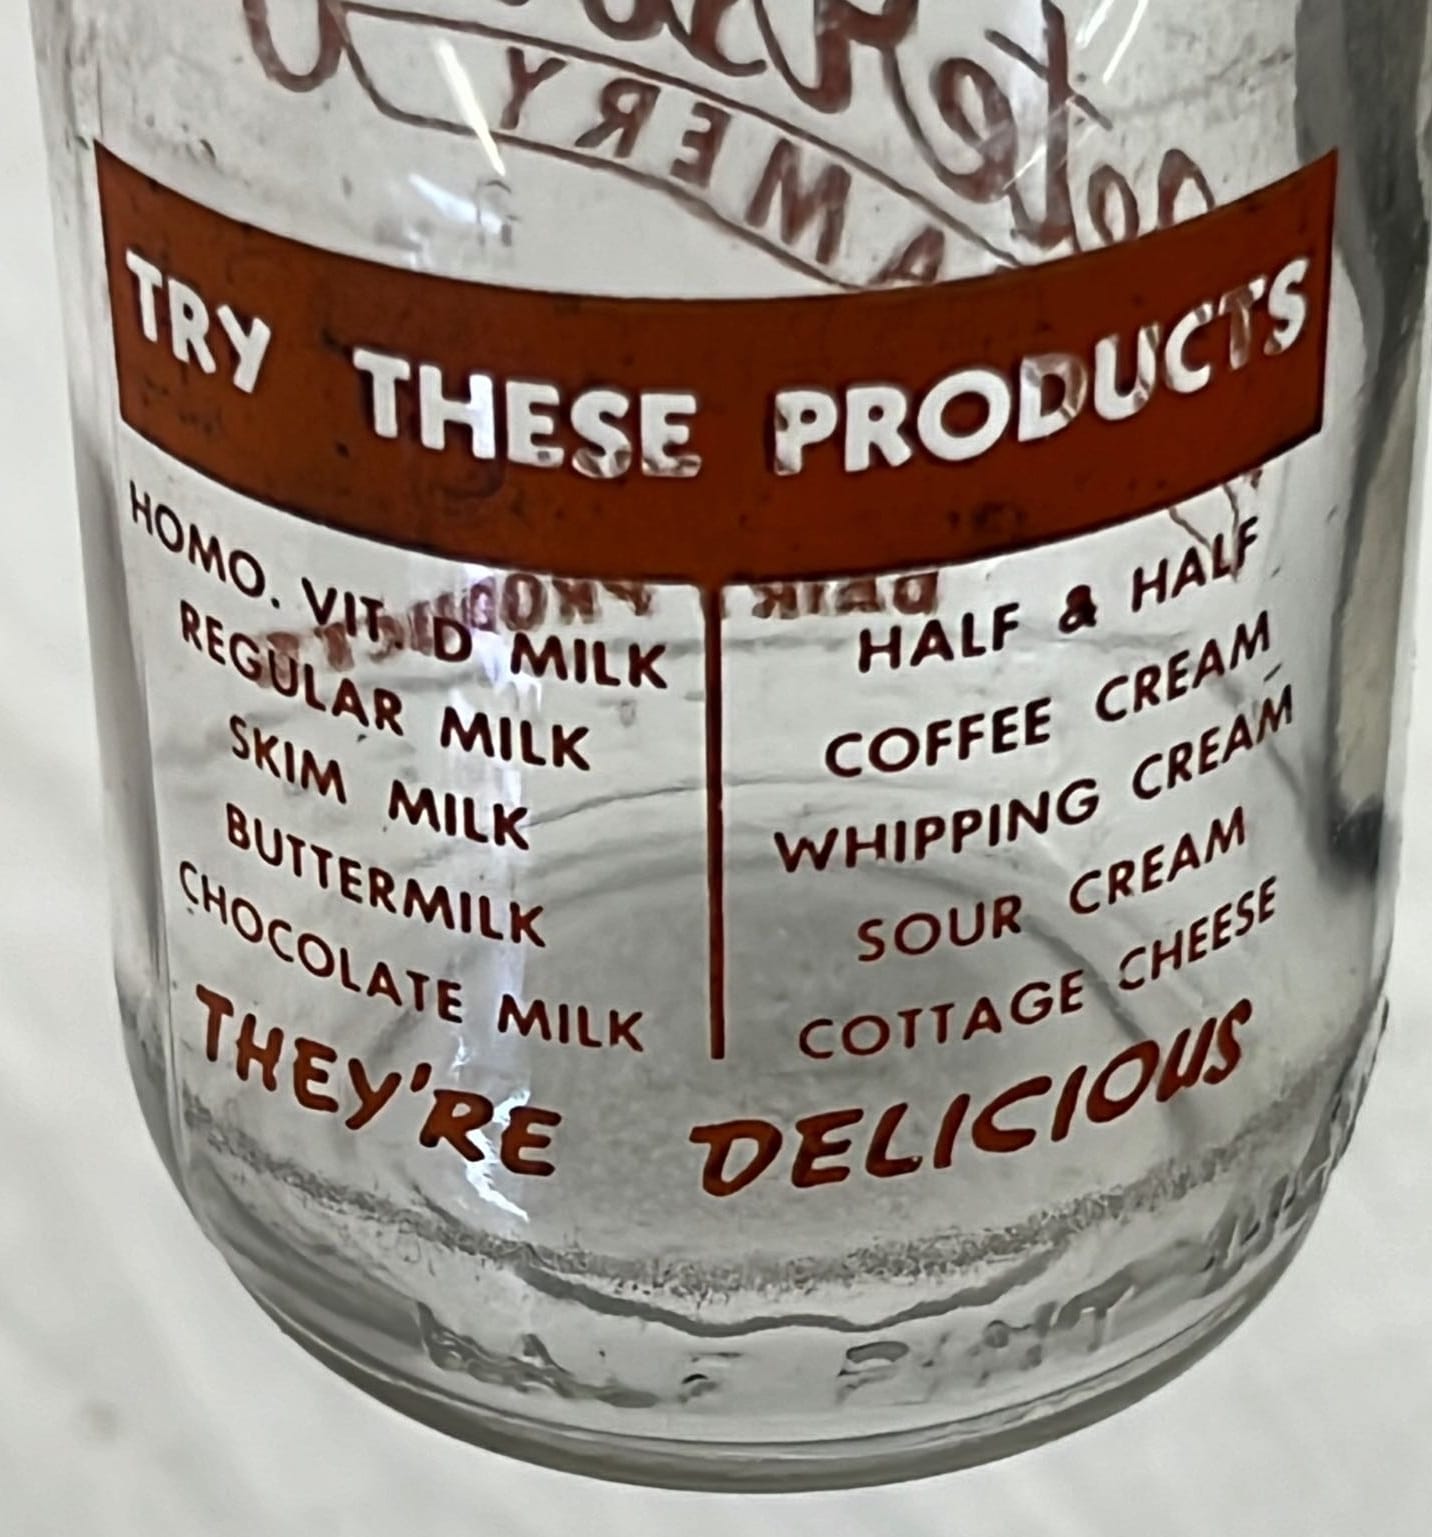 TRY THESE PRODUCTS
HOMO. VIT. D MILK
REGULAR MILK
SKIM MILK
BUTTERMILK
CHOCOLATE MILK
HALF & HALF
COFFEE CREAM
WHIPPING CREAM
SOUR CREAM
COTTAGE CHEESE
THEY'RE DELICIOUS